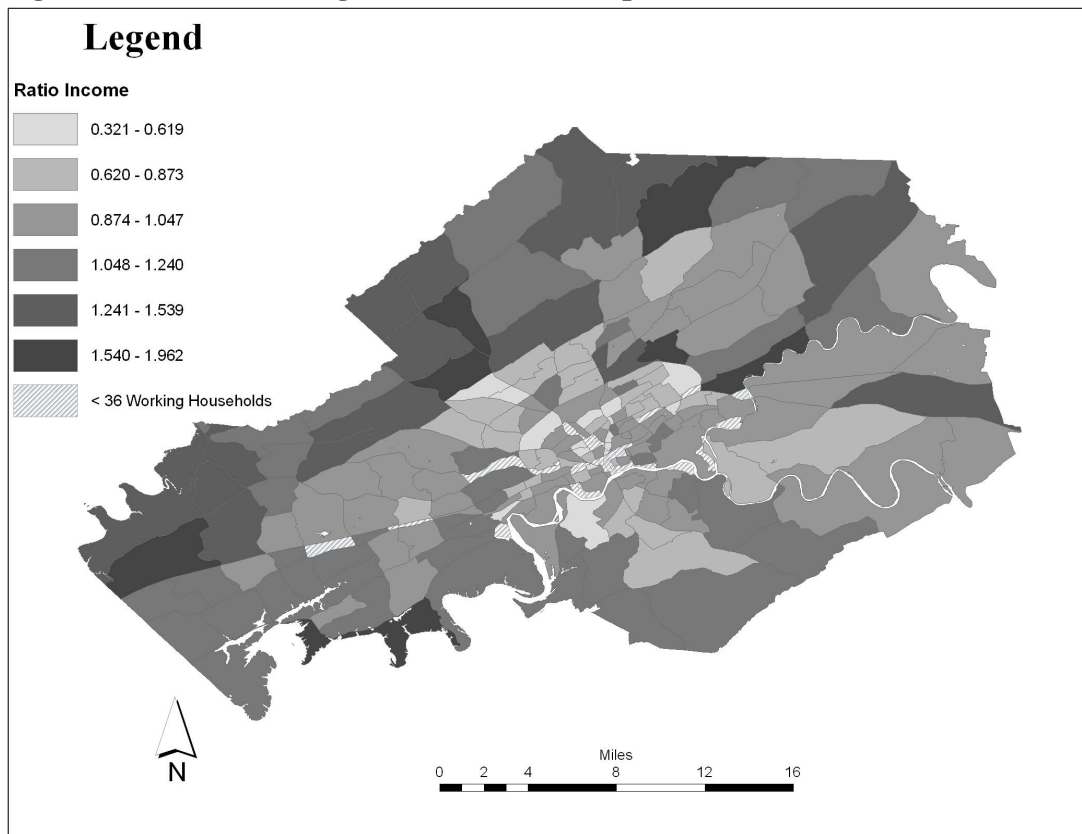 Legend
Ratio Income
0.321 - 0.619
0.620 - 0.873
0.874 - 1.047
1.048 - 1.240
1.241 - 1.539
1.540 - 1.962
< 36 Working Households
N
Miles
0 2 4 8 12 16